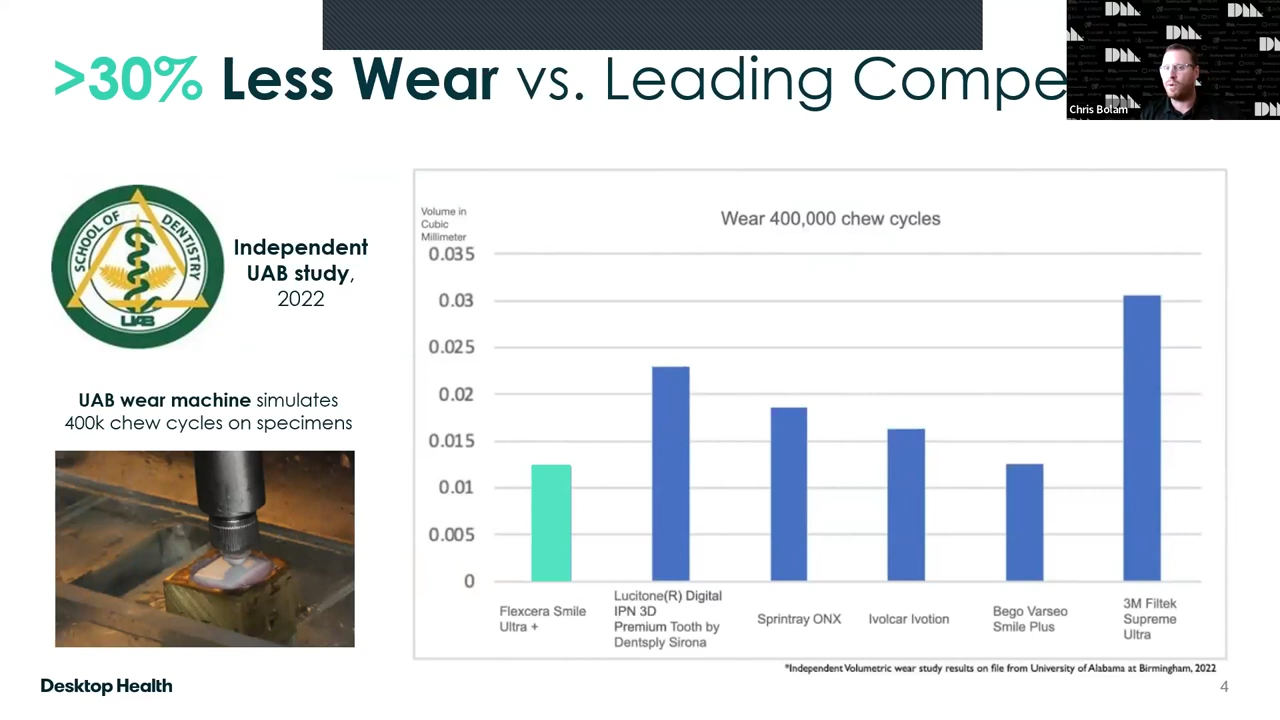 >30% Less Wear vs. Leading Compe
Chris Bolam
SCHOOL OF DENTISTRY
UAB
Independent
UAB study,
2022
UAB wear machine simulates
400k chew cycles on specimens
Volume in
Cubic
Millimeter
Wear 400,000 chew cycles
0.035
0.03
0.025
0.02
0.015
0.01
0.005
0
Flexcera Smile
Ultra +
Lucitone(R) Digital
IPN 3D
Premium Tooth by
Dentsply Sirona
Sprintray ONX
Ivolcar Ivotion
Bego Varseo
Smile Plus
3M Filtek
Supreme
Ultra
*Independent Volumetric wear study results on file from University of Alabama at Birmingham, 2022
Desktop Health
4